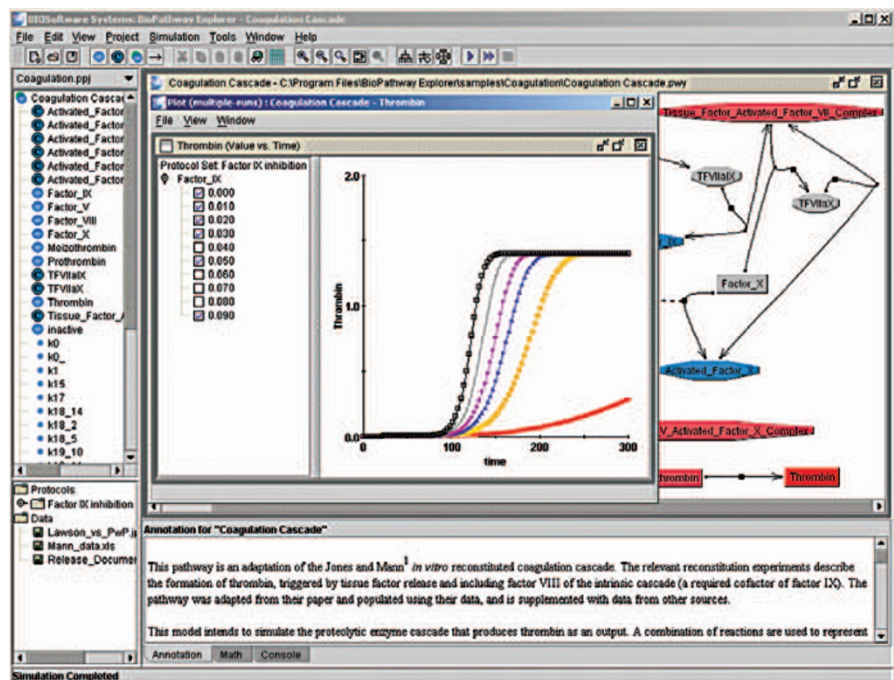 BIOSoftware Systems: BioPathway Explorer - Coagulation Cascade
File Edit View Project Simulation Tools Window Help
Coagulation.ppj
Coagulation Casca
Activated_Factor
Activated_Factor
Activated_Factor
Activated_Factor
Activated_Factor
Activated_Factor
Factor_IX
Factor_V
Factor_VIII
Factor_X
Meizothrombin
Prothrombin
TFVIIaIX
TFVIIaX
Thrombin
Tissue_Factor_A
inactive
k0
k0_
k1
k15
k17
k18_14
k18_2
k18_5
k19_10
Protocols
Factor IX inhibition
Data
Lawson_vs_PwP.j
Mann_data.xls
Release_Documer
Coagulation Cascade - C:\Program Files\BioPathway Explorer\samples\Coagulation\Coagulation Cascade.pwy
Plot (multiple-runs) : Coagulation Cascade - Thrombin
File View Window
Thrombin (Value vs. Time)
Protocol Set: Factor IX inhibition
Factor_IX
0.000
0.010
0.020
0.030
0.040
0.050
0.060
0.070
0.080
0.090
2.0
1.0
0.0
Thrombin
0 100 200 300
time
Tissue_Factor_Activated_Factor_VII_Complex
TFVIIaIX
TFVIIaX
_IX
Factor_X
Activated_Factor_X
V_Activated_Factor_X_Complex
thrombin
Thrombin
Annotation for "Coagulation Cascade"
This pathway is an adaptation of the Jones and Mann1 in vitro reconstituted coagulation cascade. The relevant reconstitution experiments describe
the formation of thrombin, triggered by tissue factor release and including factor VIII of the intrinsic cascade (a required cofactor of factor IX). The
pathway was adapted from their paper and populated using their data, and is supplemented with data from other sources.
This model intends to simulate the proteolytic enzyme cascade that produces thrombin as an output. A combination of reactions are used to represent
Annotation Math Console
Simulation Completed